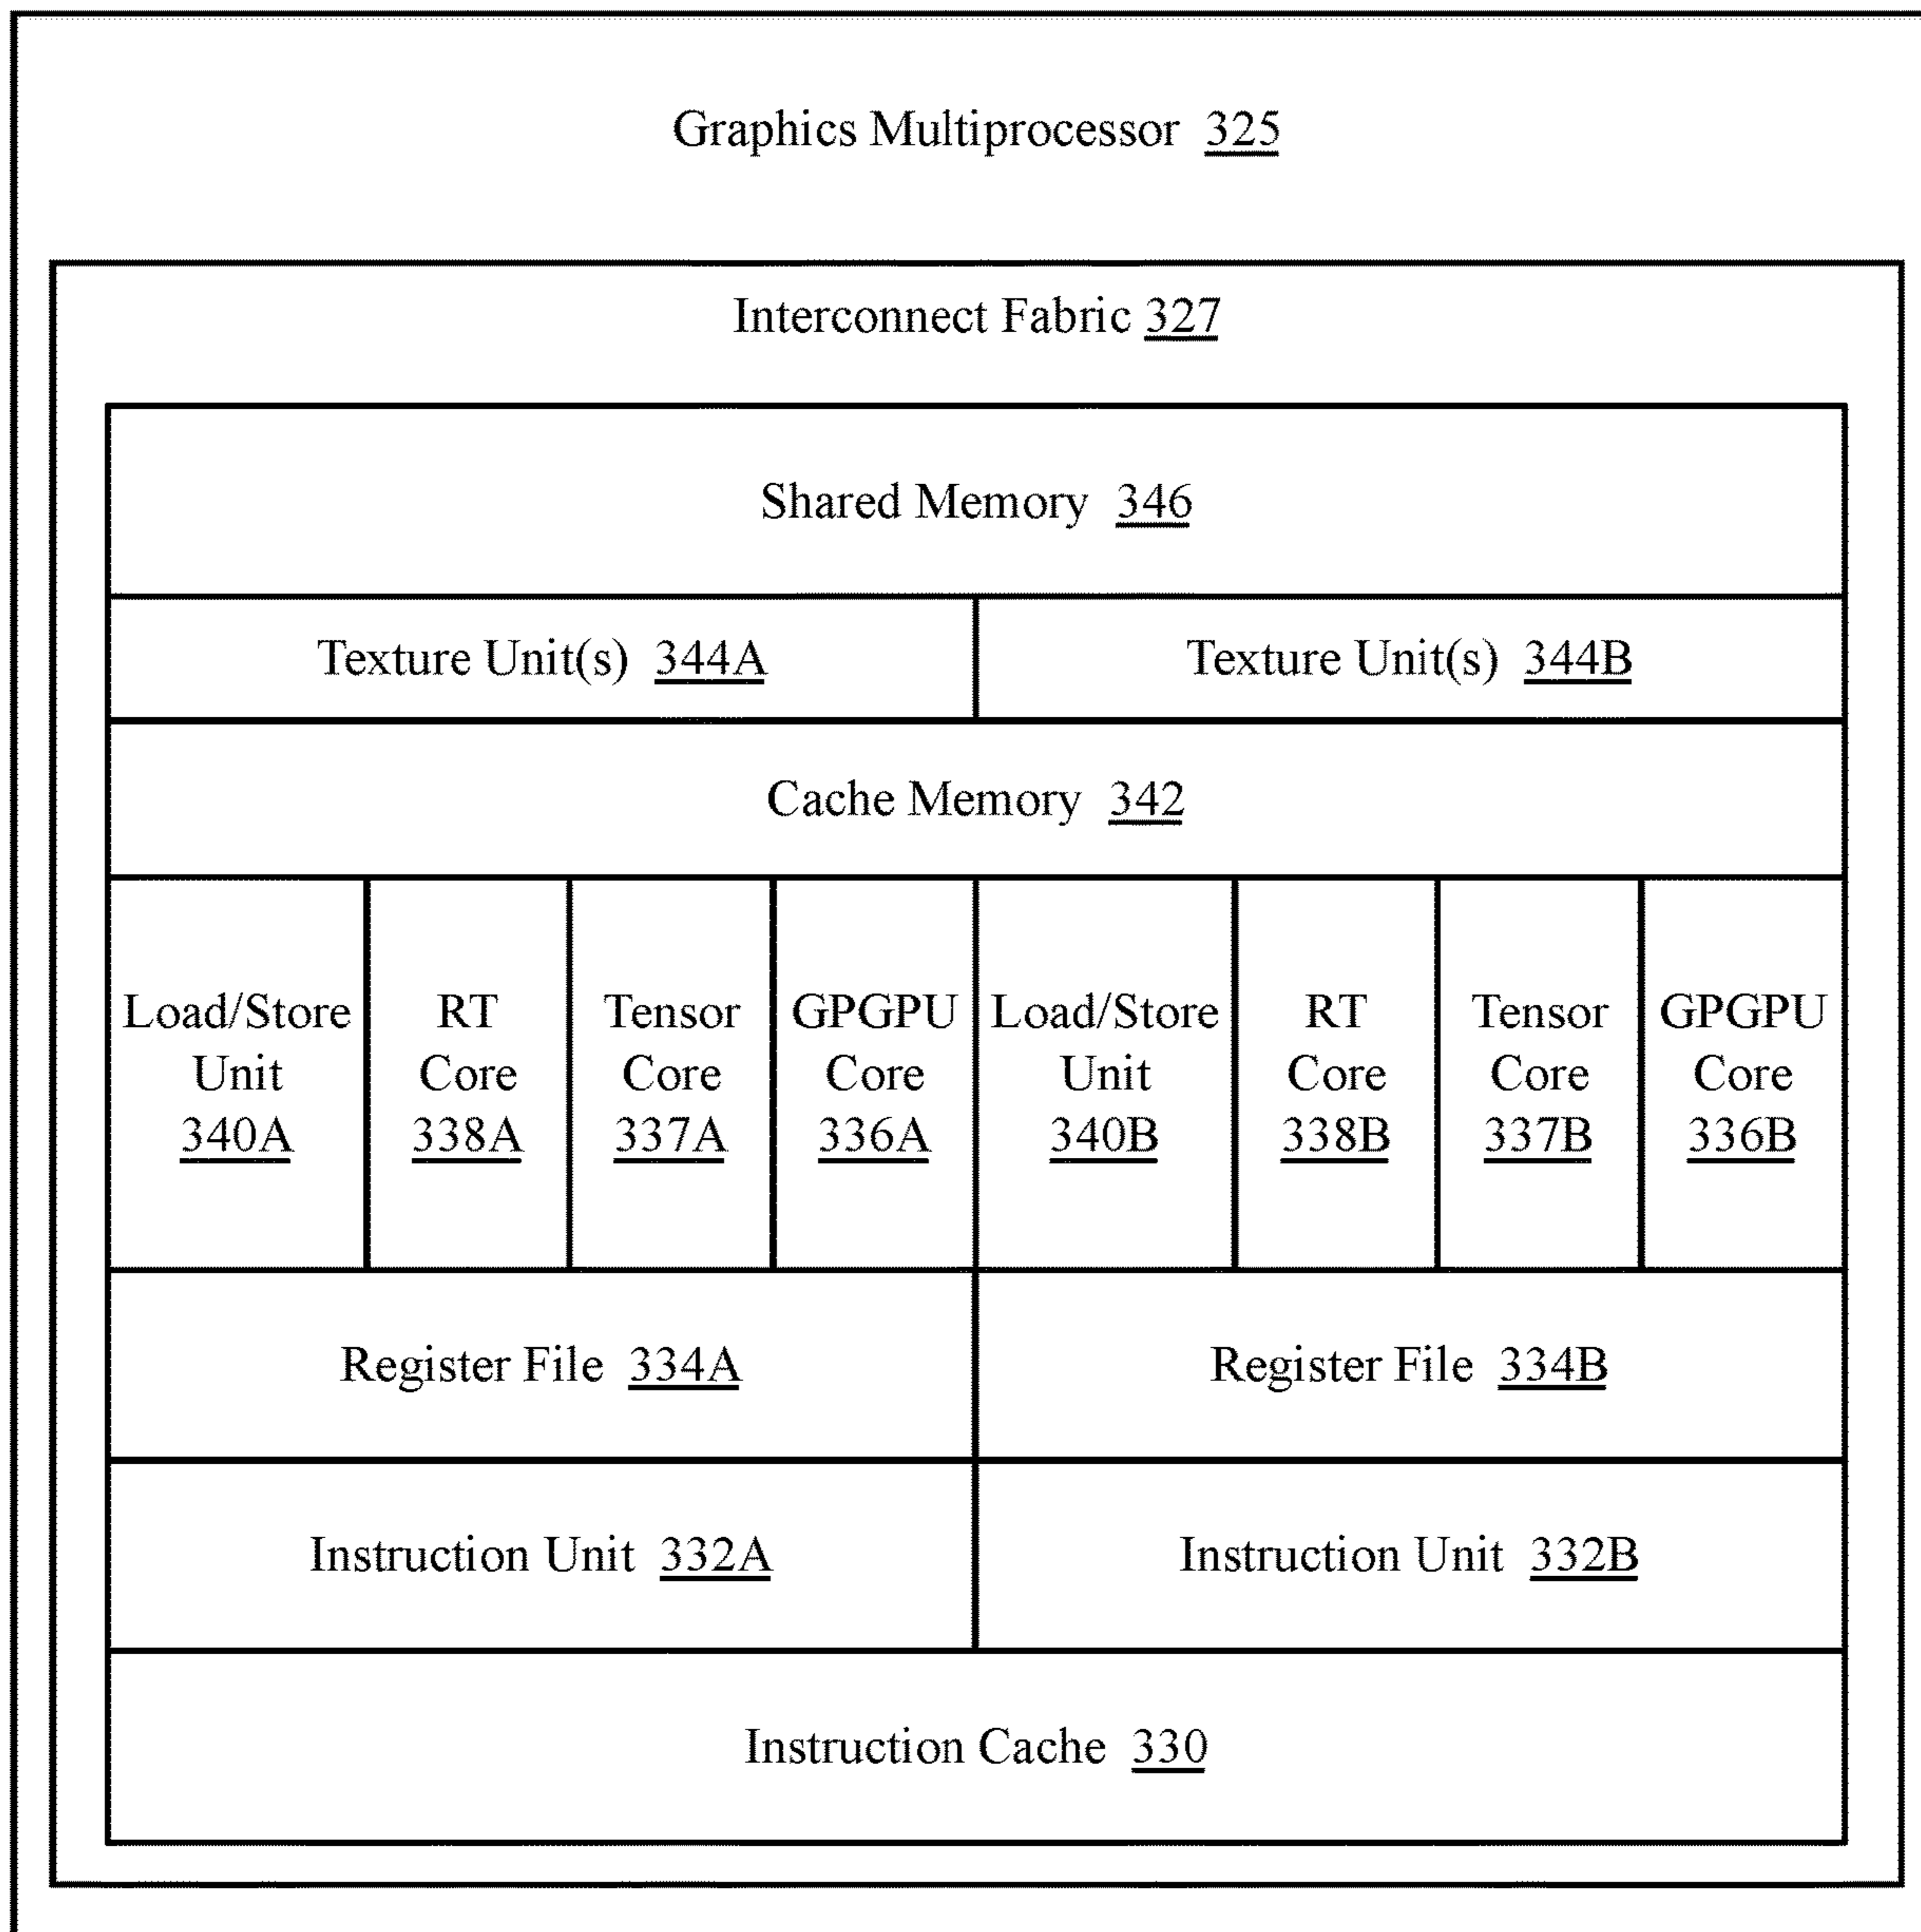 Graphics Multiprocessor 325
Interconnect Fabric 327
Shared Memory 346
Texture Unit(s) 344A
Texture Unit(s) 344B
Cache Memory 342
Load/Store
Unit
340A
RT
Core
338A
Tensor
Core
337A
GPGPU
Core
336A
Load/Store
Unit
340B
RT
Core
338B
Tensor
Core
337B
GPGPU
Core
336B
Register File 334A
Register File 334B
Instruction Unit 332A
Instruction Unit 332B
Instruction Cache 330